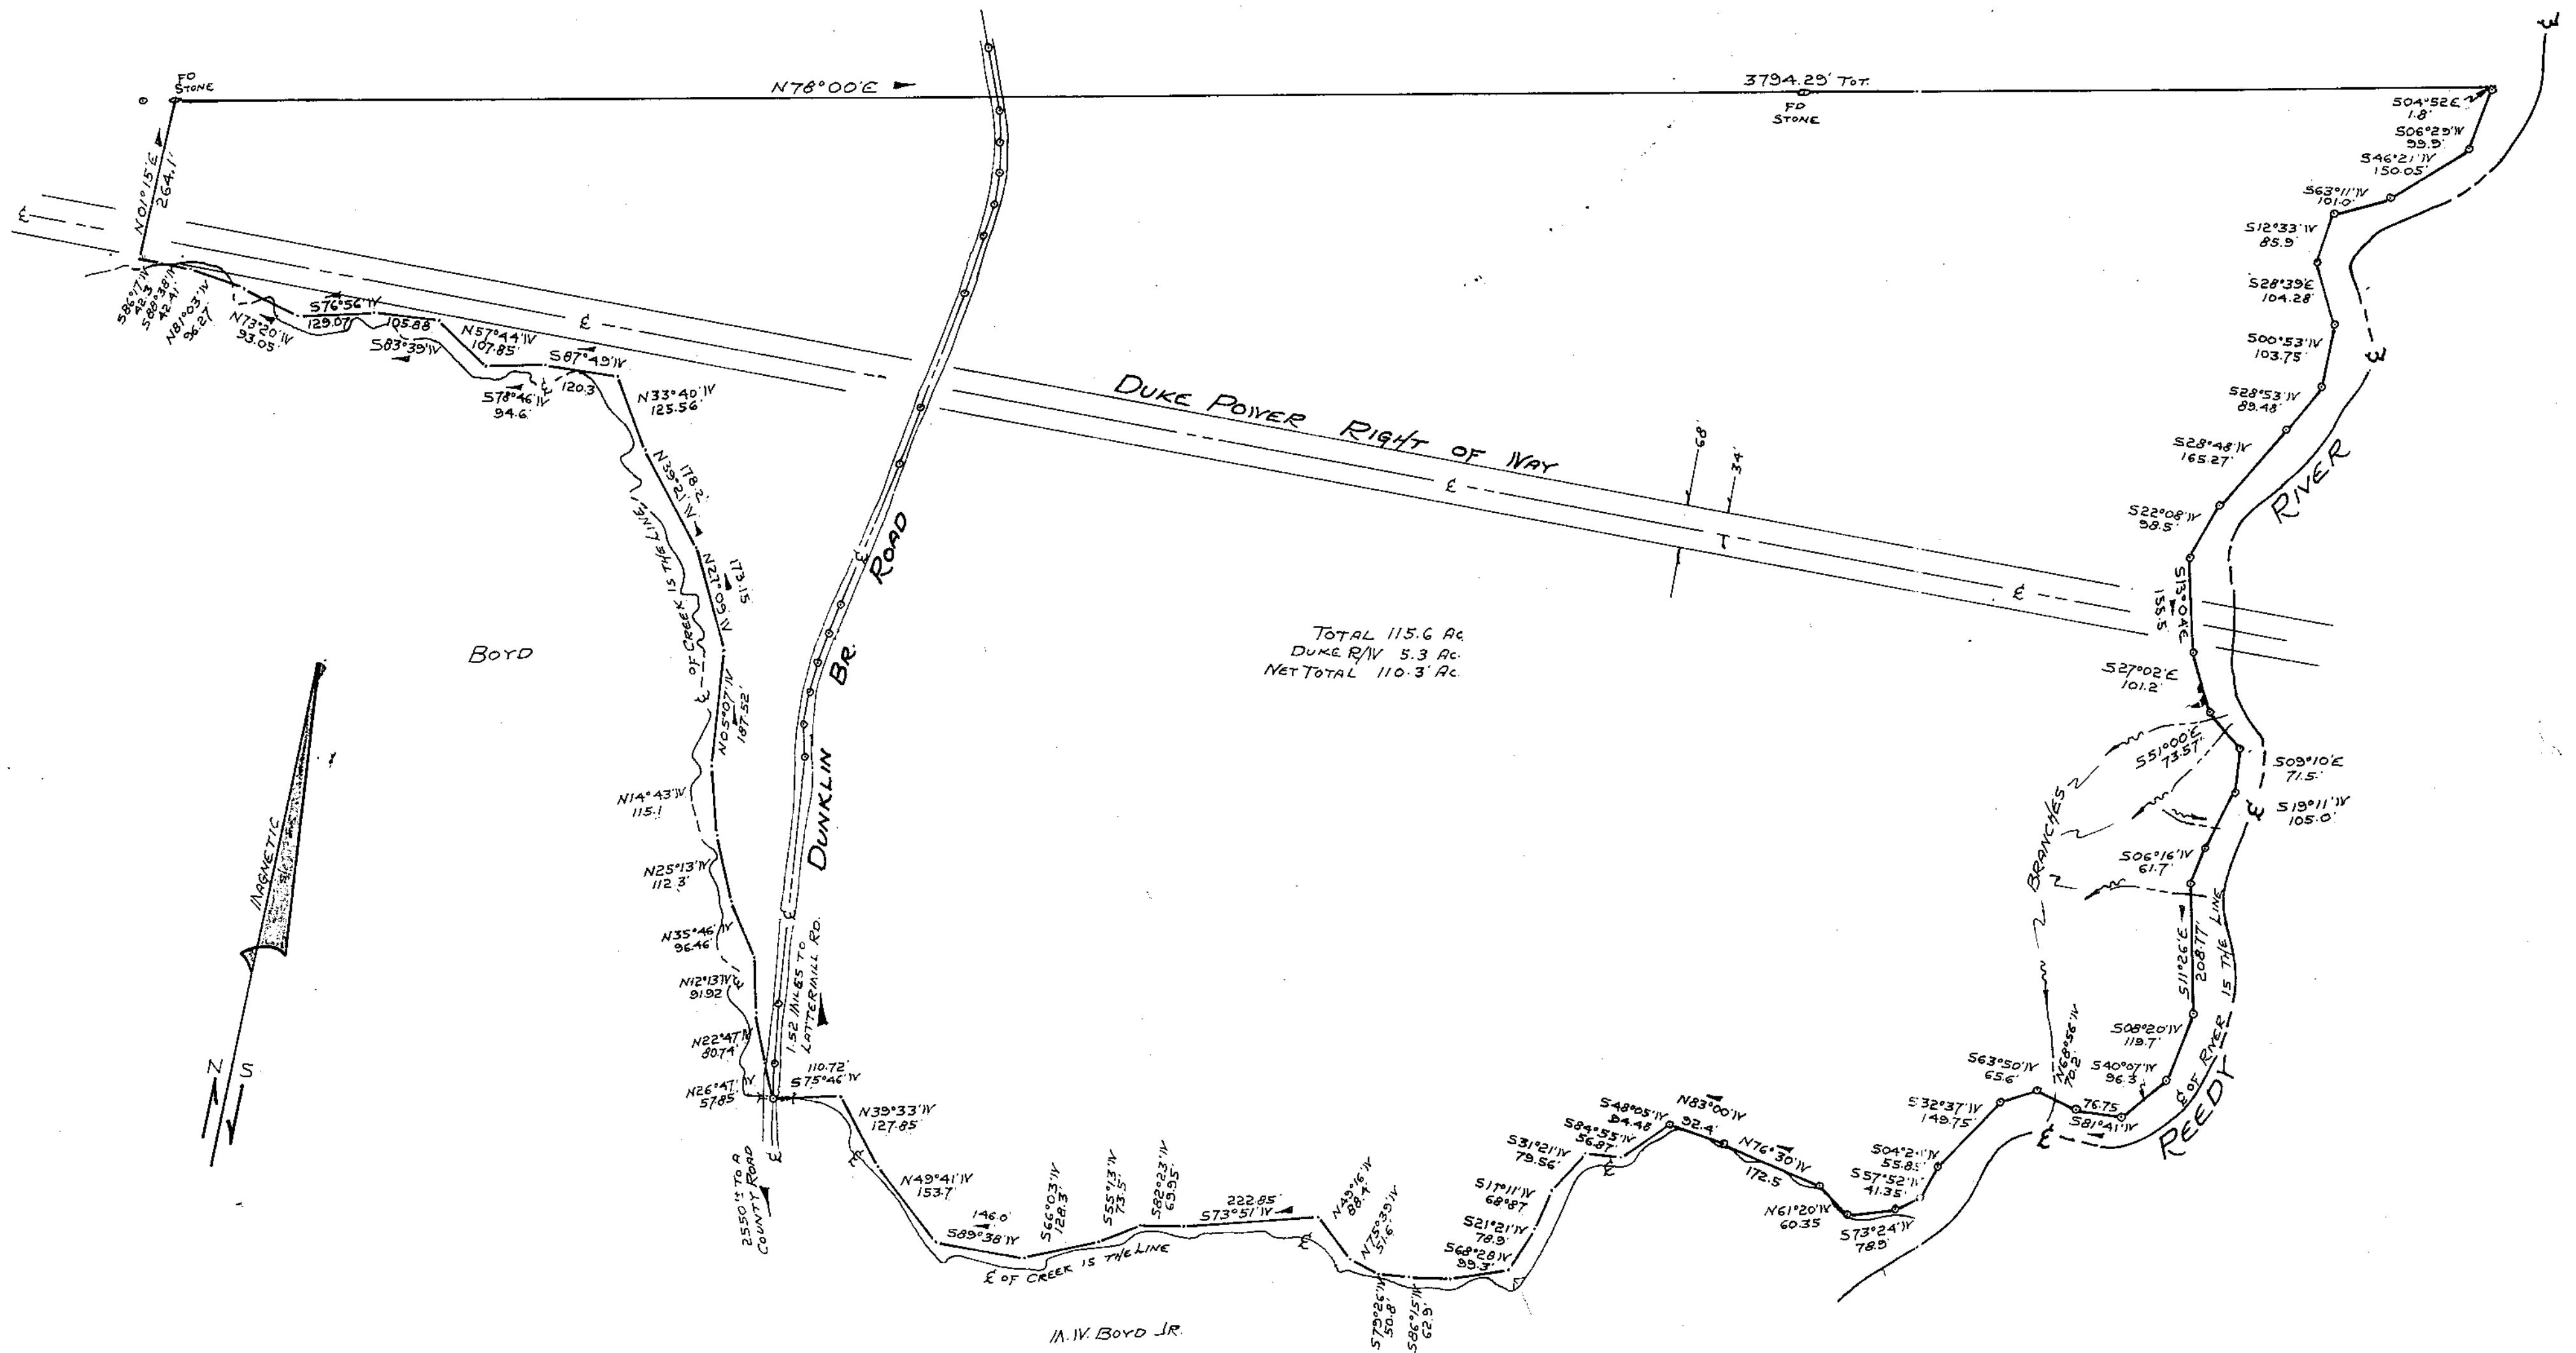 FD
STONE
N78°00'E
3794.29' TOT.
FD
STONE
S04°52E
1.8'
S06°29'W
99.9'
S46°21'W
150.05'
S63°11'W
101.0'
S12°33'W
85.9'
S28°39'E
104.28'
S00°53'W
103.75'
S28°53'W
89.48'
S28°48'W
165.27'
S22°08'W
98.5'
S13°04'E
155.5'
S27°02'E
101.2'
S51°00'E
73.57'
S09°10'E
71.5'
S19°11'W
105.0'
S06°16'W
61.7'
S11°26'E
208.77'
S08°20'W
119.7'
S40°07'W
96.3
76.75
S81°41'W
N68°56'W
70.2'
S63°50'W
65.6'
S32°37'W
149.75'
55.85'
S57°52'W
41.35'
S73°24'W
78.9'
N61°20'W
60.35
N76°30'W
172.5
N83°00'W
92.4'
S48°05'W
94.48
S84°55'W
56.87'
S31°21'W
79.56'
S17°11'W
68°87
S21°21'W
78.9'
S68°28'W
99.3'
S86°15'W
62.9'
S79°26'W
50.8'
N75°39'W
51.6'
N49°16'W
88.4'
222.85'
S73°51'W
S82°23'W
69.95'
S55°13'W
73.5'
S66°03'W
128.3'
146.0'
S89°38'W
N49°41'W
153.7'
N39°33'W
127.85'
110.72'
S75°46'W
N26°47'W
57.85'
N22°47'W
80.74'
N12°13'W
91.92
N35°46'W
96.46'
N25°13'W
112.3'
N14°43'W
115.1
N05°07'W
187.52'
N27°09'W
173.15
N39°21'W
178.2'
N33°40'W
125.56'
S87°49'W
120.3
S78°46'W
94.6'
N57°44'W
107.85'
105.88
S83°39'W
S76°56'W
129.07
N73°20'W
93.05'
N81°03'W
96.27'
S88°38'W
42.41'
S86°17'W
42.3'
N01°15'E
264.1'
DUKE POWER RIGHT OF WAY
68'
34'
RIVER
REEDY
℄ OF RIVER IS THE LINE
BRANCHES
TOTAL 115.6 AC.
DUKE R/W 5.3 AC.
NET TOTAL 110.3 AC.
BOYD
℄ OF CREEK IS THE LINE
DUNKLIN BR. ROAD
1.52 MILES TO
LATTERMILL RD.
2550'± TO A
COUNTY ROAD
℄ OF CREEK IS THE LINE
M.W. BOYD JR.
MAGNETIC
N S